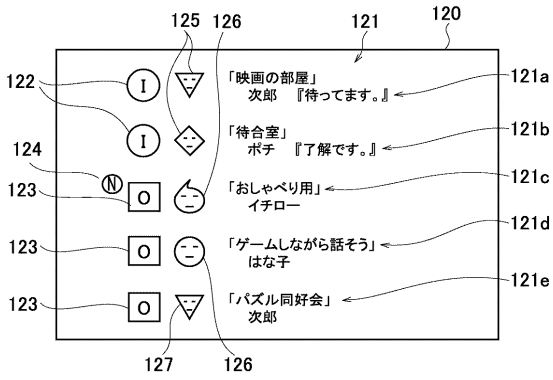 125 126 121 120
122 I 「映画の部屋」 121a
次郎 『待ってます。』
I 「待合室」 121b
ポチ 『了解です。』
124 N
123 O 「おしゃべり用」 121c
イチロー 126
123 O 「ゲームしながら話そう」 121d
はな子
123 O 「パズル同好会」 121e
次郎
127 126